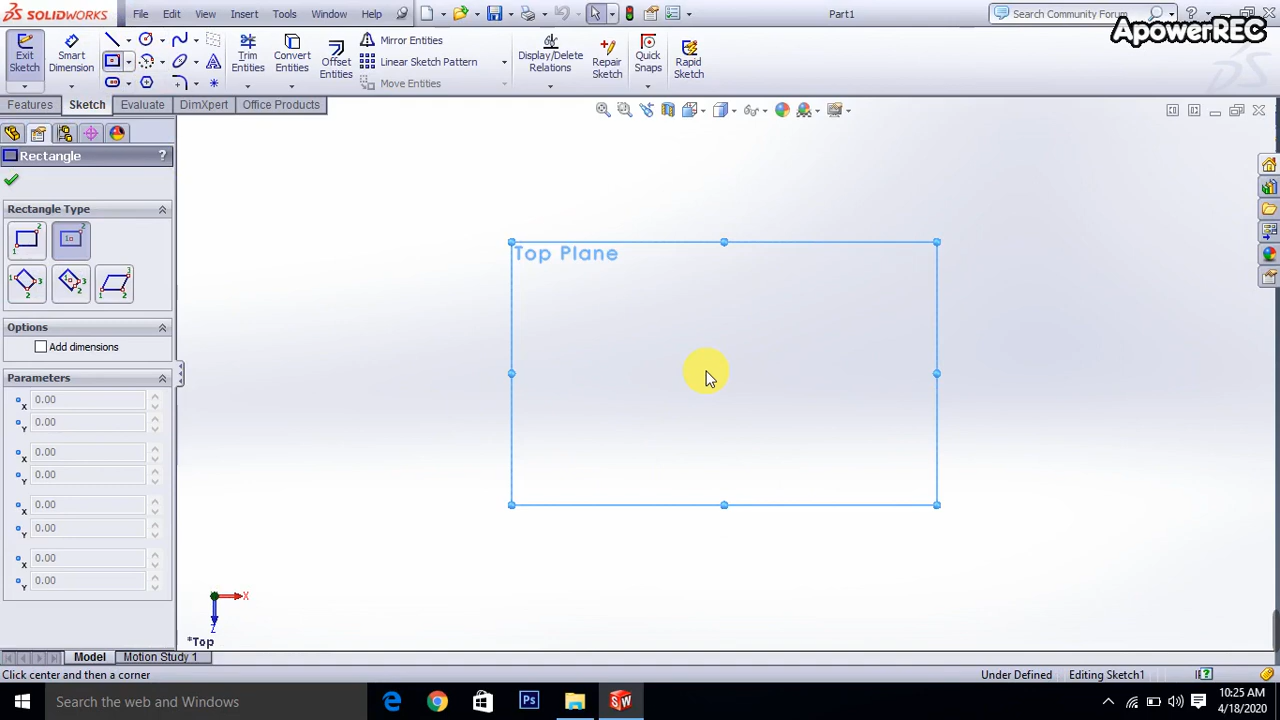 SOLIDWORKS File Edit View Insert Tools Window Help Part1 Search Community Forum
ApowerREC
Exit Sketch Smart Dimension Trim Entities Convert Entities Offset Entities Mirror Entities Linear Sketch Pattern Move Entities Display/Delete Relations Repair Sketch Quick Snaps Rapid Sketch
Features Sketch Evaluate DimXpert Office Products
Rectangle ?
Rectangle Type
Options
Add dimensions
Parameters
X 0.00
Y 0.00
X 0.00
Y 0.00
X 0.00
Y 0.00
X 0.00
Y 0.00
Top Plane
X
Z
*Top
Model Motion Study 1
Click center and then a corner Under Defined Editing Sketch1
Search the web and Windows
10:25 AM
4/18/2020